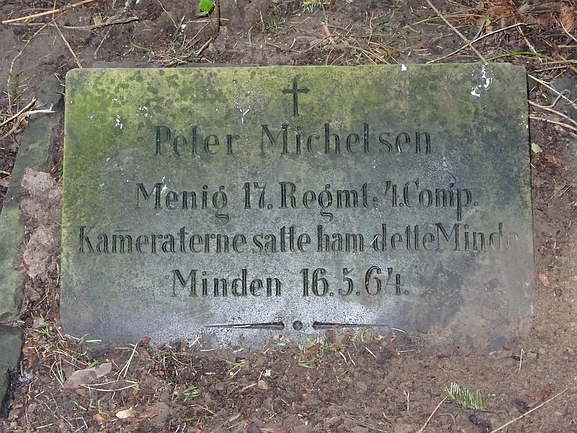 Peter Michelsen
Menig 17. Regmt. 4. Comp.
Kameraterne satte ham dette Minde
Minden 16.5.64.